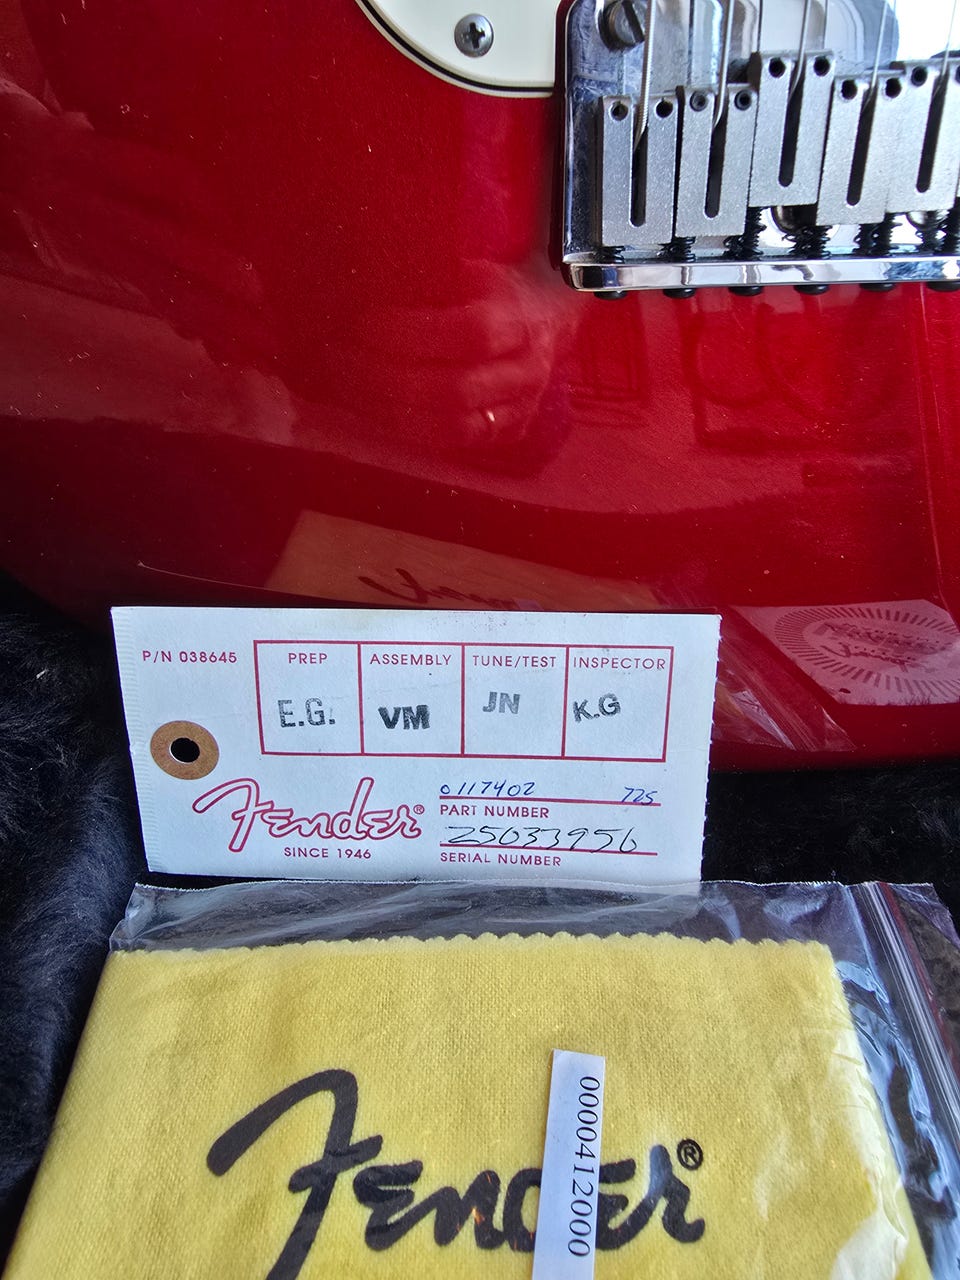 P/N 038645
PREP ASSEMBLY TUNE/TEST INSPECTOR
E.G. VM JN K.G
Fender®
SINCE 1946
0117402 725
PART NUMBER
Z5033956
SERIAL NUMBER
Fender®
0000412000